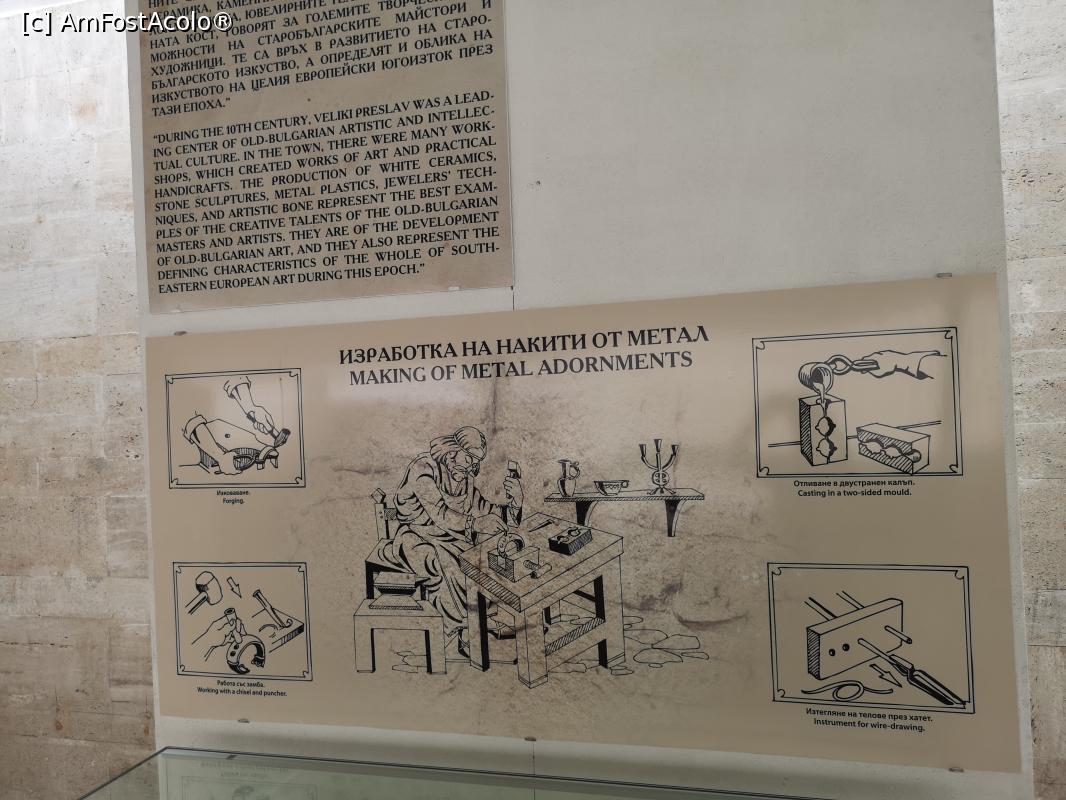 [c] AmFostAcolo®
НАТА КОСТ, ГОВОРЯТ ЗА ГОЛЕМИТЕ ТВОРЧЕСКИ
МОЖНОСТИ НА СТАРОБЪЛГАРСКИТЕ МАЙСТОРИ И
ХУДОЖНИЦИ. ТЕ СА ВРЪХ В РАЗВИТИЕТО НА СТАРО-
БЪЛГАРСКОТО ИЗКУСТВО, А ОПРЕДЕЛЯТ И ОБЛИКА НА
ИЗКУСТВОТО НА ЦЕЛИЯ ЕВРОПЕЙСКИ ЮГОИЗТОК ПРЕЗ
ТАЗИ ЕПОХА."
"DURING THE 10TH CENTURY, VELIKI PRESLAV WAS A LEAD-
ING CENTER OF OLD-BULGARIAN ARTISTIC AND INTELLEC-
TUAL CULTURE. IN THE TOWN, THERE WERE MANY WORK-
SHOPS, WHICH CREATED WORKS OF ART AND PRACTICAL
HANDICRAFTS. THE PRODUCTION OF WHITE CERAMICS,
STONE SCULPTURES, METAL PLASTICS, JEWELERS' TECH-
NIQUES, AND ARTISTIC BONE REPRESENT THE BEST EXAM-
PLES OF THE CREATIVE TALENTS OF THE OLD-BULGARIAN
MASTERS AND ARTISTS. THEY ARE OF THE DEVELOPMENT
OF OLD-BULGARIAN ART, AND THEY ALSO REPRESENT THE
DEFINING CHARACTERISTICS OF THE WHOLE OF SOUTH-
EASTERN EUROPEAN ART DURING THIS EPOCH."
ИЗРАБОТКА НА НАКИТИ ОТ МЕТАЛ
MAKING OF METAL ADORNMENTS
Изковаване.
Forging.
Отливане в двустранен калъп.
Casting in a two-sided mould.
Работа със замба.
Working with a chisel and puncher.
Изтегляне на телове през хатет.
Instrument for wire-drawing.